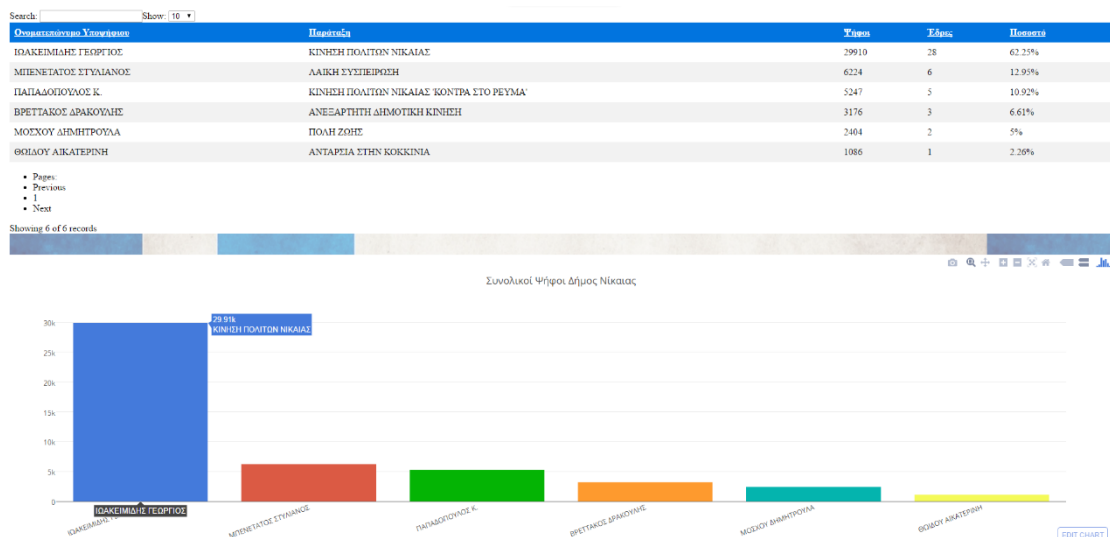 Search: Show: 10
Ονοματεπώνυμο Υποψήφιου Παράταξη Ψήφοι Έδρες Ποσοστό
ΙΩΑΚΕΙΜΙΔΗΣ ΓΕΩΡΓΙΟΣ ΚΙΝΗΣΗ ΠΟΛΙΤΩΝ ΝΙΚΑΙΑΣ 29910 28 62.25%
ΜΠΕΝΕΤΑΤΟΣ ΣΤΥΛΙΑΝΟΣ ΛΑΙΚΗ ΣΥΣΠΕΙΡΩΣΗ 6224 6 12.95%
ΠΑΠΑΔΟΠΟΥΛΟΣ Κ. ΚΙΝΗΣΗ ΠΟΛΙΤΩΝ ΝΙΚΑΙΑΣ 'ΚΟΝΤΡΑ ΣΤΟ ΡΕΥΜΑ' 5247 5 10.92%
ΒΡΕΤΤΑΚΟΣ ΔΡΑΚΟΥΛΗΣ ΑΝΕΞΑΡΤΗΤΗ ΔΗΜΟΤΙΚΗ ΚΙΝΗΣΗ 3176 3 6.61%
ΜΟΣΧΟΥ ΔΗΜΗΤΡΟΥΛΑ ΠΟΛΗ ΖΩΗΣ 2404 2 5%
ΘΩΙΔΟΥ ΑΙΚΑΤΕΡΙΝΗ ΑΝΤΑΡΣΙΑ ΣΤΗΝ ΚΟΚΚΙΝΙΑ 1086 1 2.26%
Pages:
Previous
1
Next
Showing 6 of 6 records
Συνολικοί Ψήφοι Δήμος Νίκαιας
29.91k
ΚΙΝΗΣΗ ΠΟΛΙΤΩΝ ΝΙΚΑΙΑΣ
30k
25k
20k
15k
10k
5k
0
ΙΩΑΚΕΙΜΙΔΗΣ ΓΕΩΡΓΙΟΣ
ΜΠΕΝΕΤΑΤΟΣ ΣΤΥΛΙΑΝΟΣ
ΠΑΠΑΔΟΠΟΥΛΟΣ Κ.
ΒΡΕΤΤΑΚΟΣ ΔΡΑΚΟΥΛΗΣ
ΜΟΣΧΟΥ ΔΗΜΗΤΡΟΥΛΑ
ΘΩΙΔΟΥ ΑΙΚΑΤΕΡΙΝΗ
EDIT CHART